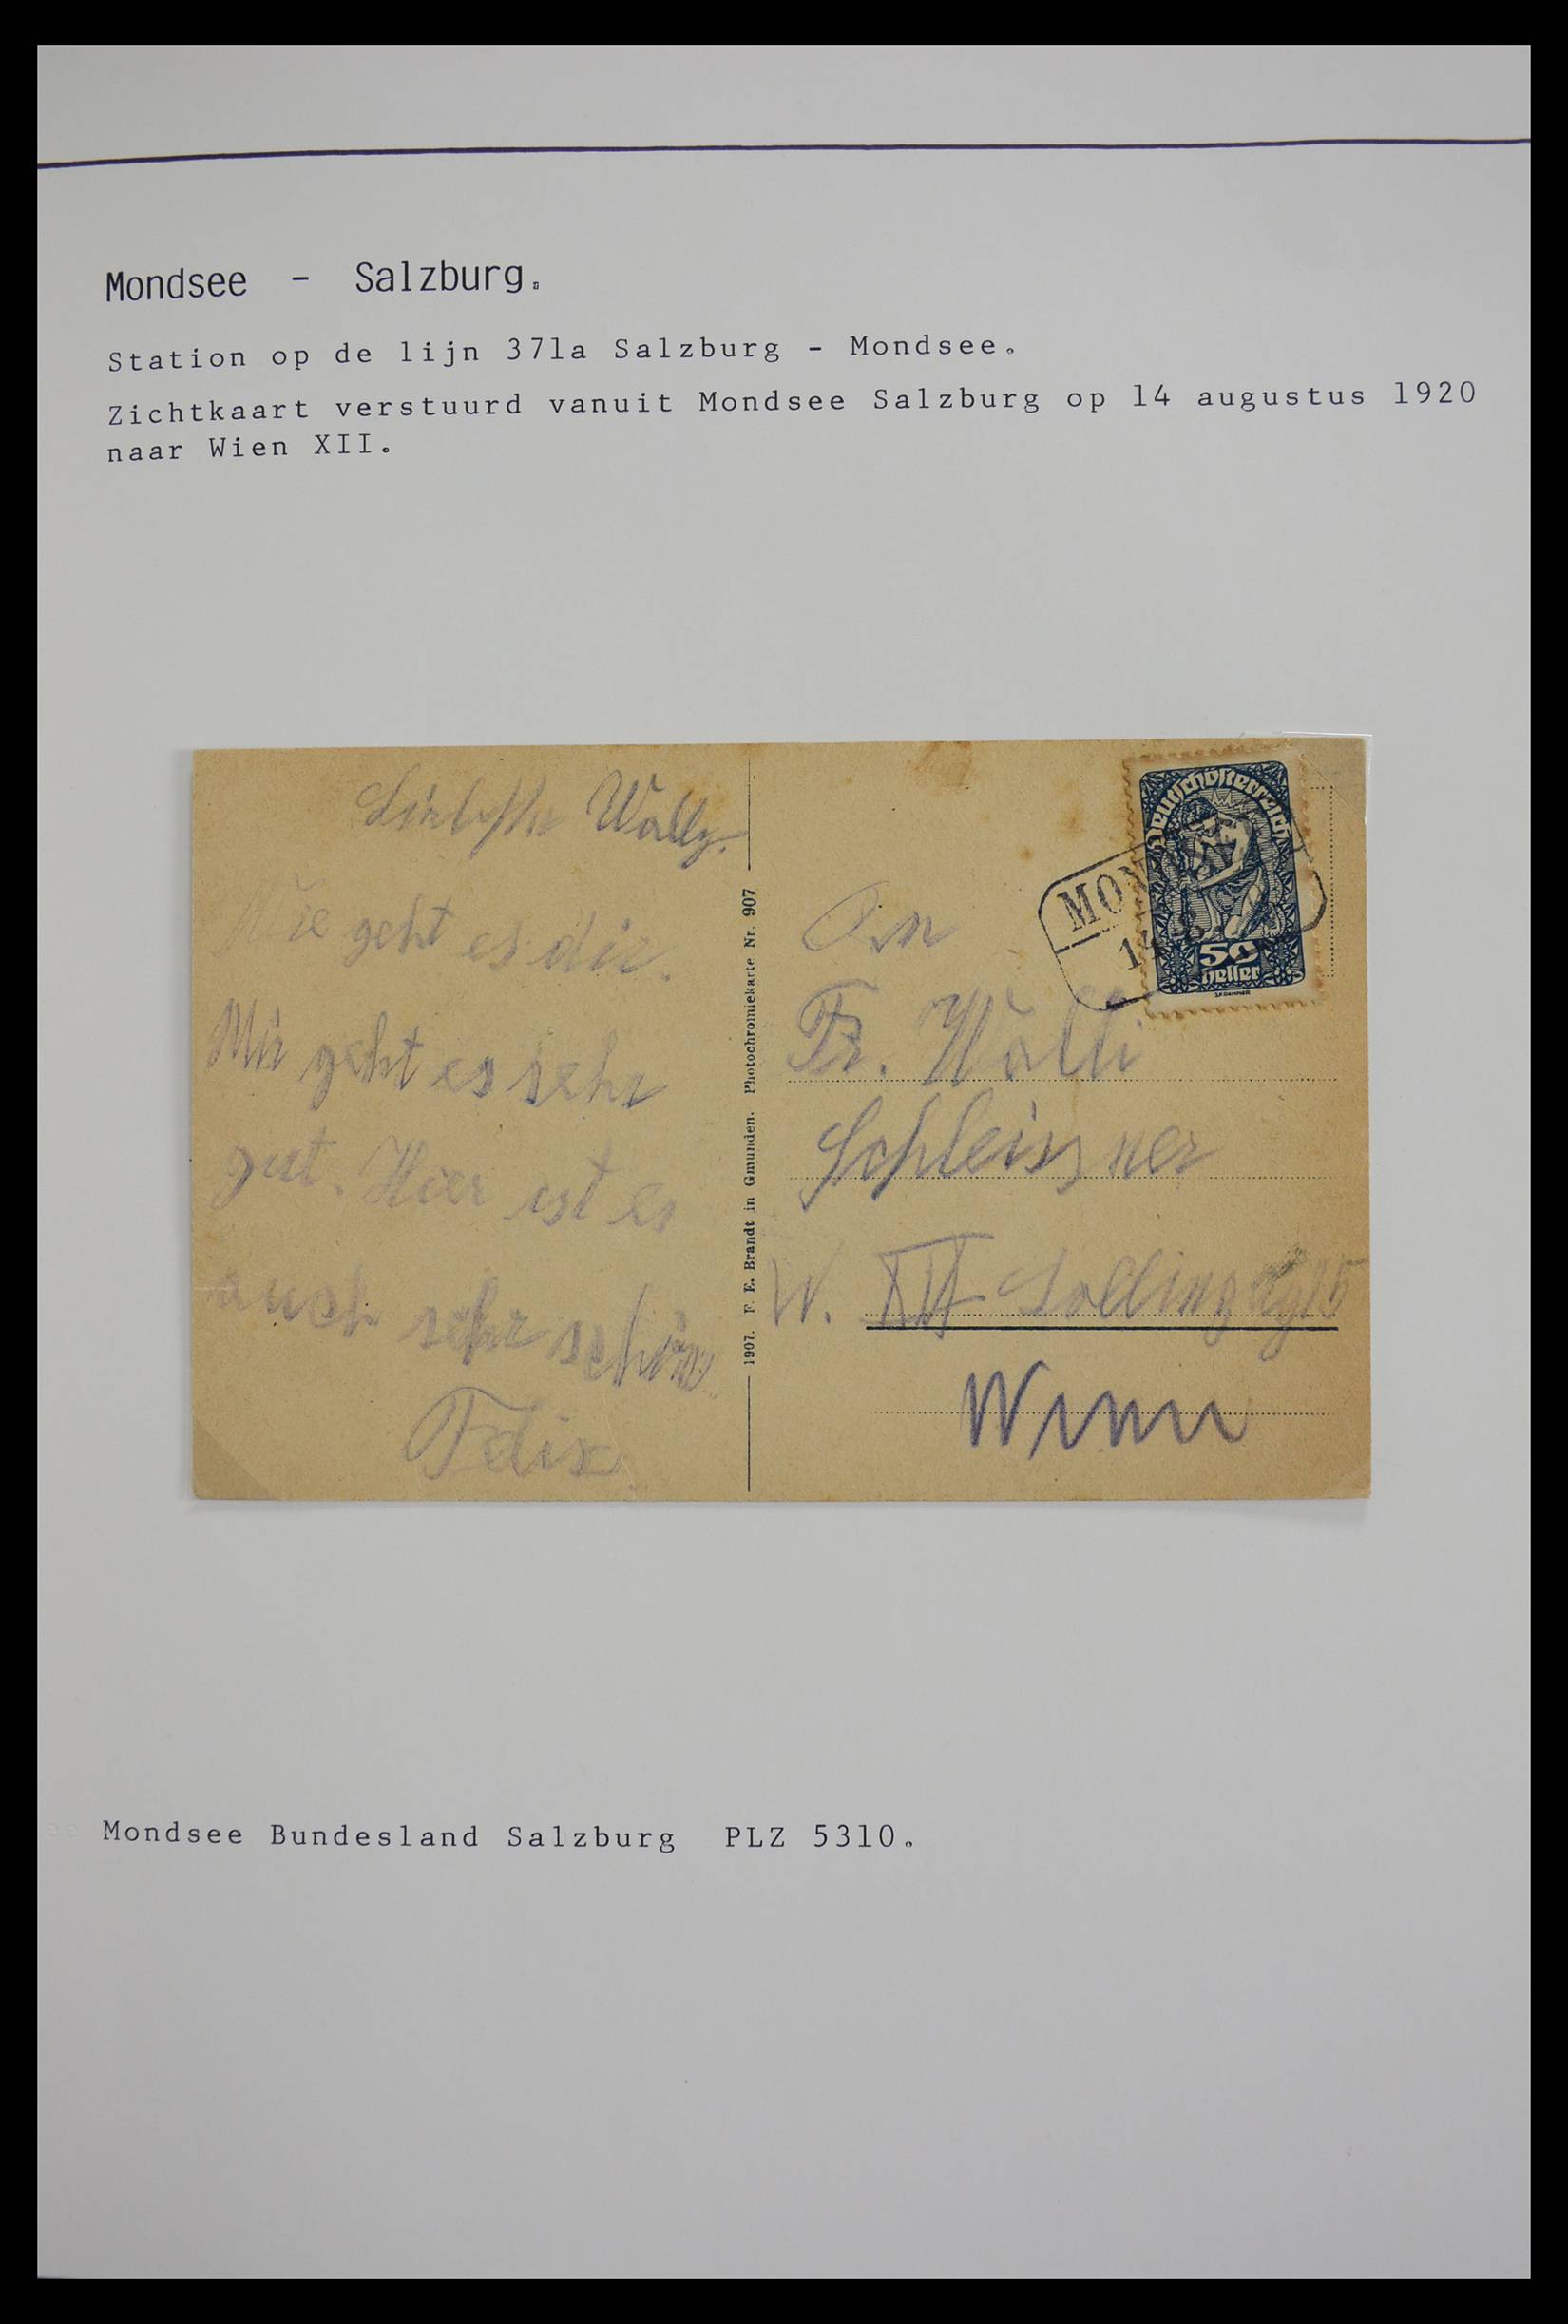 Mondsee - Salzburg.
Station op de lijn 371a Salzburg - Mondsee.
Zichtkaart verstuurd vanuit Mondsee Salzburg op 14 augustus 1920
naar Wien XII.
Wally.
Wie geht es dir.
Mir geht es sehr
gut. Hier ist es
auch sehr schön
Felix
1907. F. E. Brandt in Gmunden. Photochromiekarte Nr. 907
Deutschösterreich
50
heller
MON
An
Fr. Walli
Schleissner
W. XII
Wien
Mondsee Bundesland Salzburg PLZ 5310.